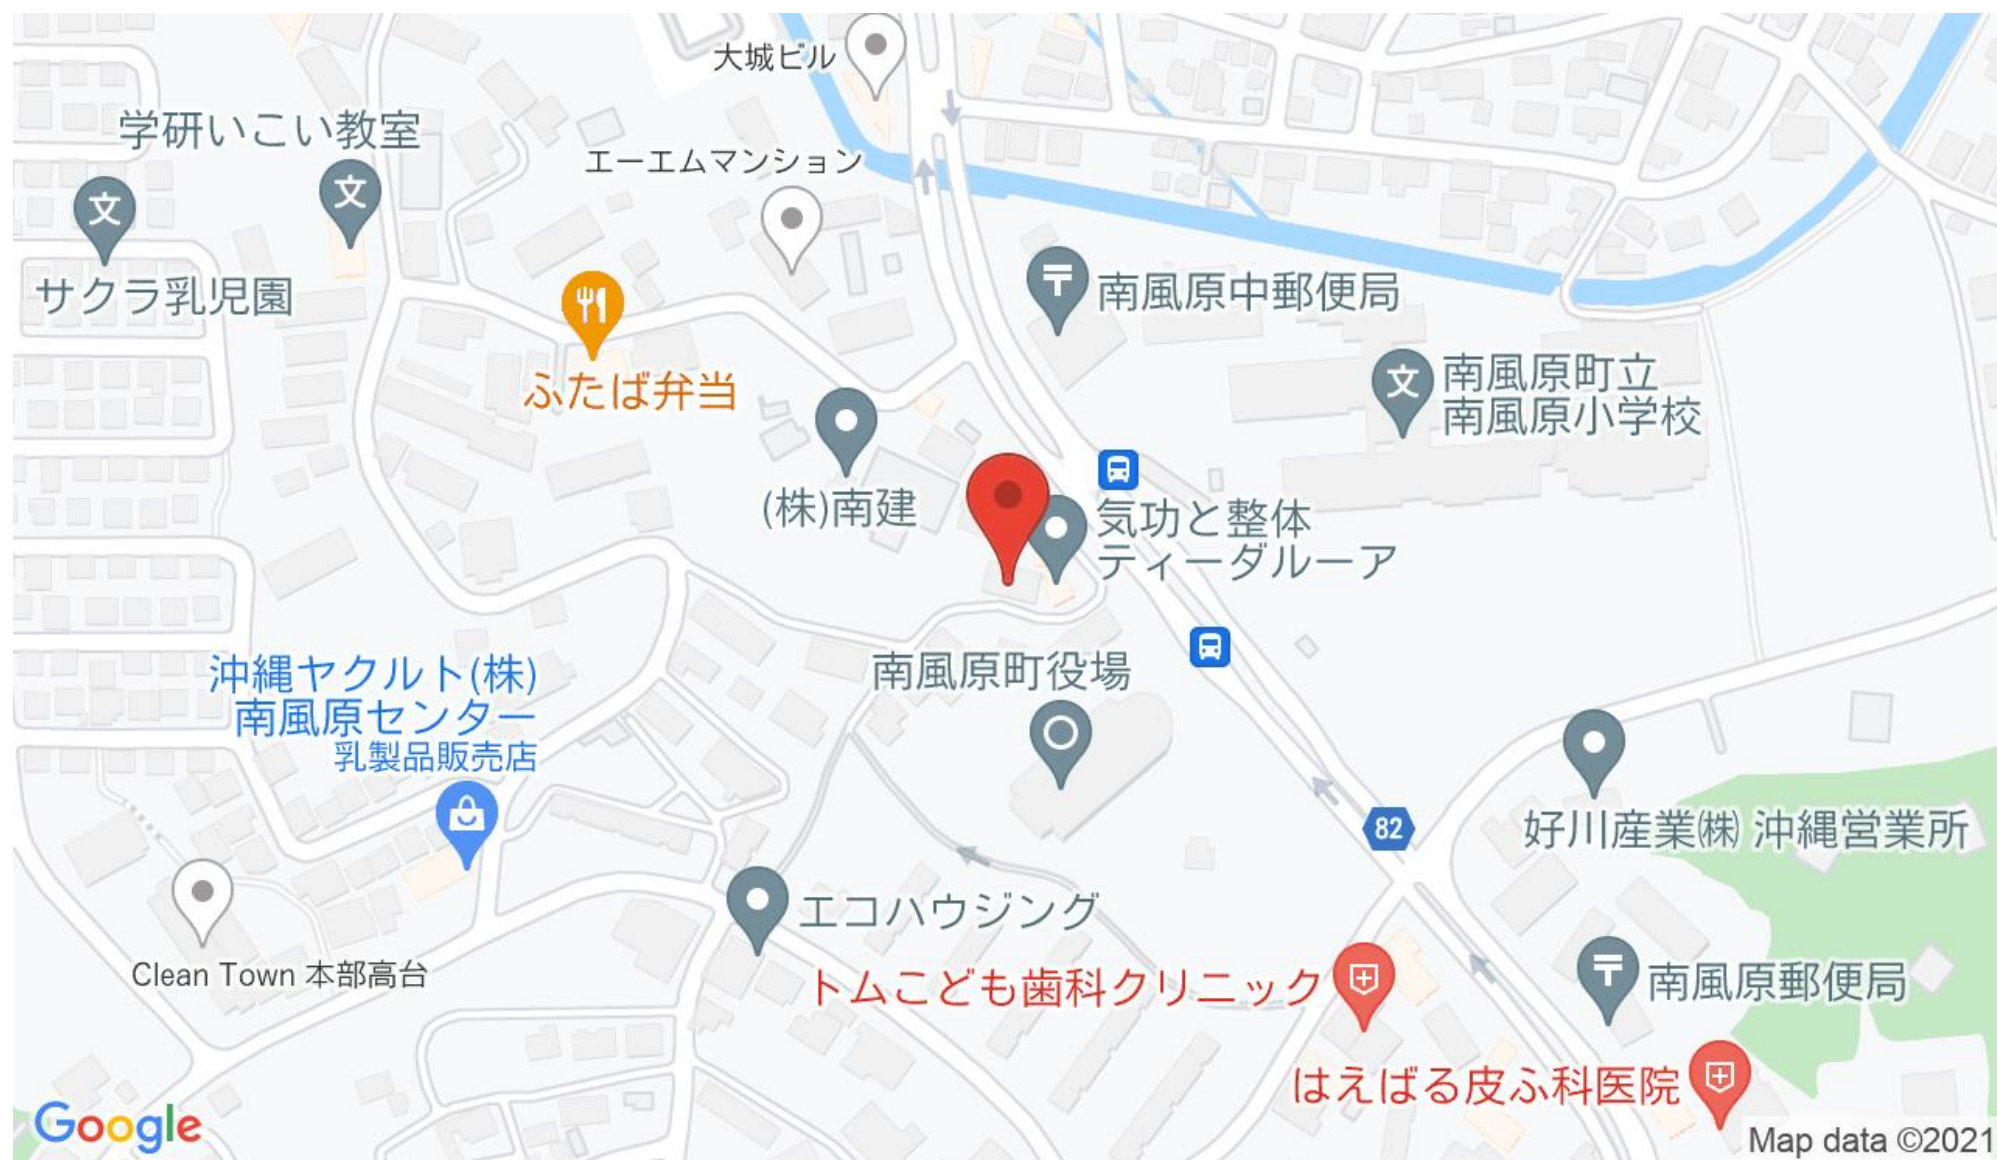 大城ビル
学研いこい教室
エーエムマンション
文
文
サクラ乳児園
南風原中郵便局
ふたば弁当
文
南風原町立
南風原小学校
(株)南建
気功と整体
ティーダルーア
沖縄ヤクルト(株)
南風原センター
乳製品販売店
南風原町役場
82
好川産業㈱ 沖縄営業所
エコハウジング
Clean Town 本部高台
トムこども歯科クリニック
南風原郵便局
はえばる皮ふ科医院
Google
Map data ©2021